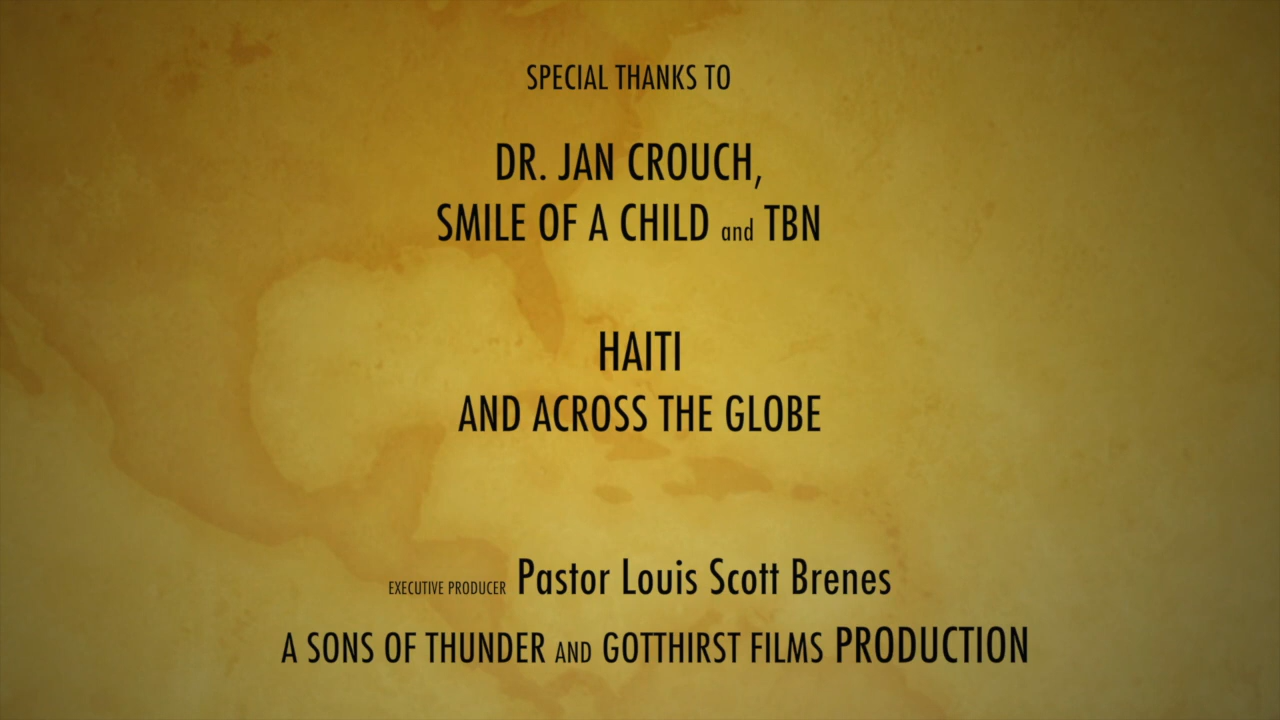 SPECIAL THANKS TO
DR. JAN CROUCH,
SMILE OF A CHILD and TBN
HAITI
AND ACROSS THE GLOBE
EXECUTIVE PRODUCER Pastor Louis Scott Brenes
A SONS OF THUNDER AND GOTTHIRST FILMS PRODUCTION